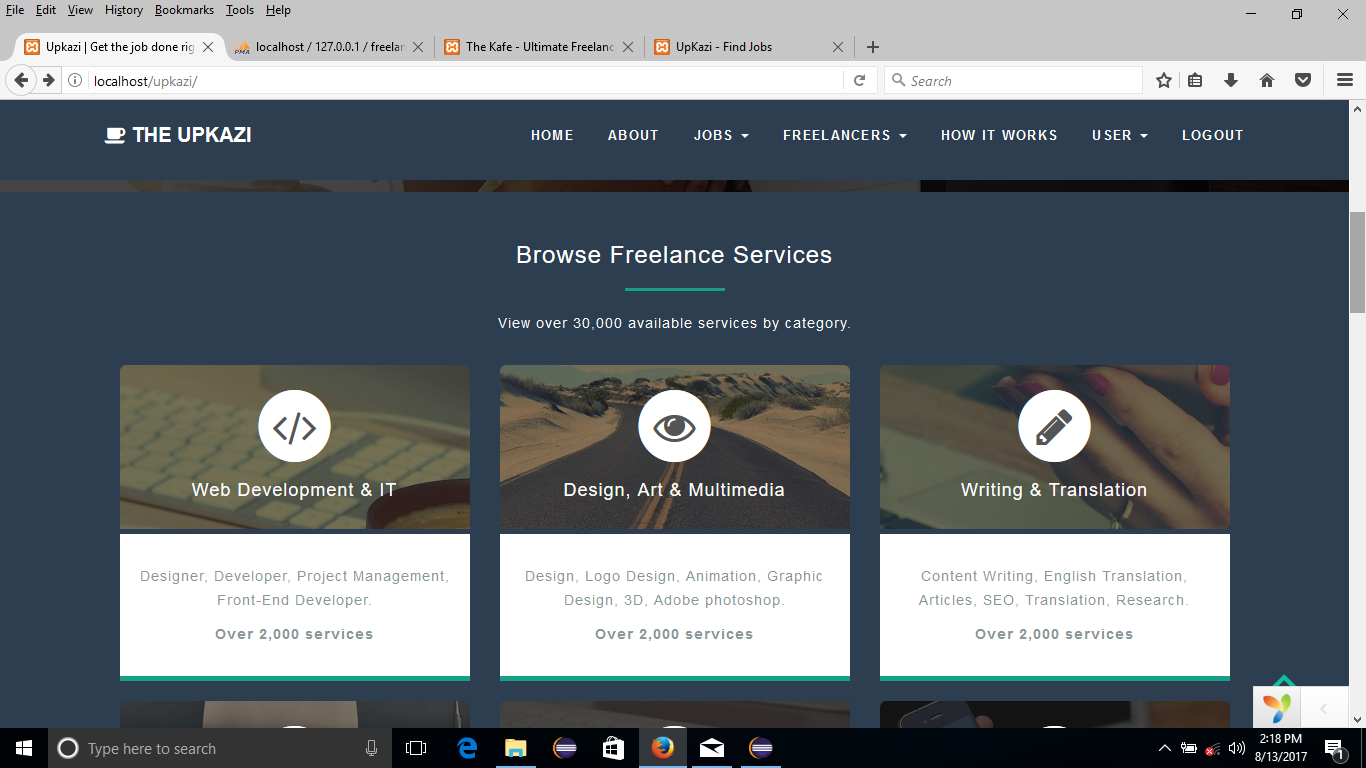 File Edit View History Bookmarks Tools Help
Upkazi | Get the job done rig
localhost / 127.0.0.1 / freelan
The Kafe - Ultimate Freelanc
UpKazi - Find Jobs
localhost/upkazi/
Search
THE UPKAZI
HOME ABOUT JOBS FREELANCERS HOW IT WORKS USER LOGOUT
Browse Freelance Services
View over 30,000 available services by category.
Web Development & IT
Designer, Developer, Project Management,
Front-End Developer.
Over 2,000 services
Design, Art & Multimedia
Design, Logo Design, Animation, Graphic
Design, 3D, Adobe photoshop.
Over 2,000 services
Writing & Translation
Content Writing, English Translation,
Articles, SEO, Translation, Research.
Over 2,000 services
Type here to search
2:18 PM
8/13/2017
1